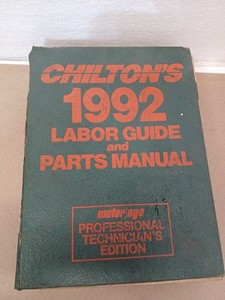 CHILTON'S
1992
LABOR GUIDE
and
PARTS MANUAL
motor/age
PROFESSIONAL
TECHNICIAN'S
EDITION